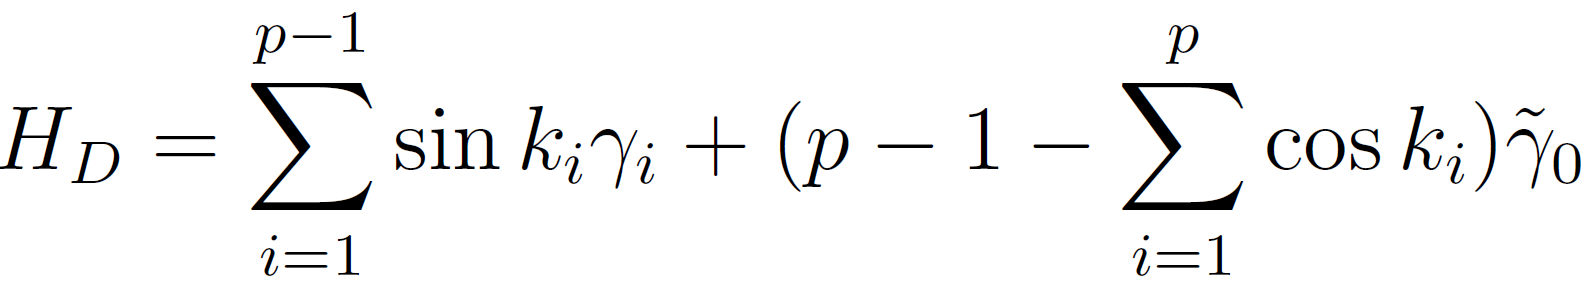 H_D = \sum_{i=1}^{p-1} \sin k_i \gamma_i + (p - 1 - \sum_{i=1}^{p} \cos k_i) \tilde{\gamma}_0